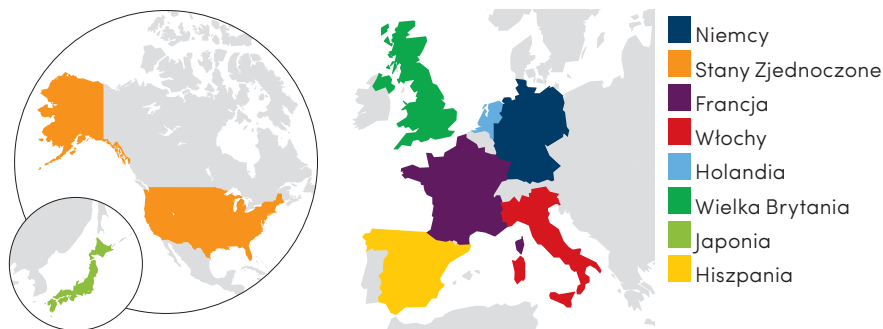 Niemcy
Stany Zjednoczone
Francja
Włochy
Holandia
Wielka Brytania
Japonia
Hiszpania